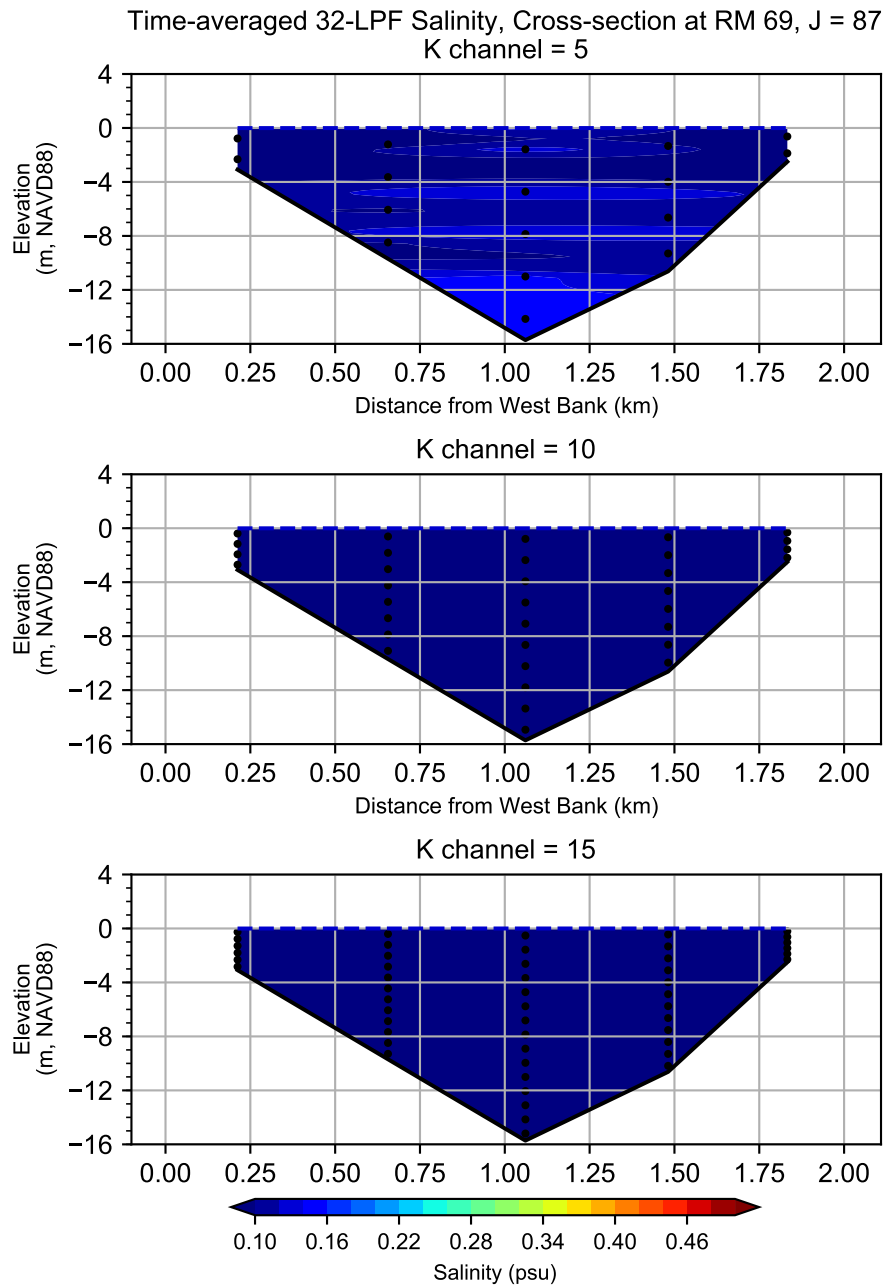 Time-averaged 32-LPF Salinity, Cross-section at RM 69, J = 87
K channel = 5
4
0
−4
−8
−12
−16
Elevation
(m, NAVD88)
0.00 0.25 0.50 0.75 1.00 1.25 1.50 1.75 2.00
Distance from West Bank (km)
K channel = 10
4
0
−4
−8
−12
−16
Elevation
(m, NAVD88)
0.00 0.25 0.50 0.75 1.00 1.25 1.50 1.75 2.00
Distance from West Bank (km)
K channel = 15
4
0
−4
−8
−12
−16
Elevation
(m, NAVD88)
0.00 0.25 0.50 0.75 1.00 1.25 1.50 1.75 2.00
0.10 0.16 0.22 0.28 0.34 0.40 0.46
Salinity (psu)